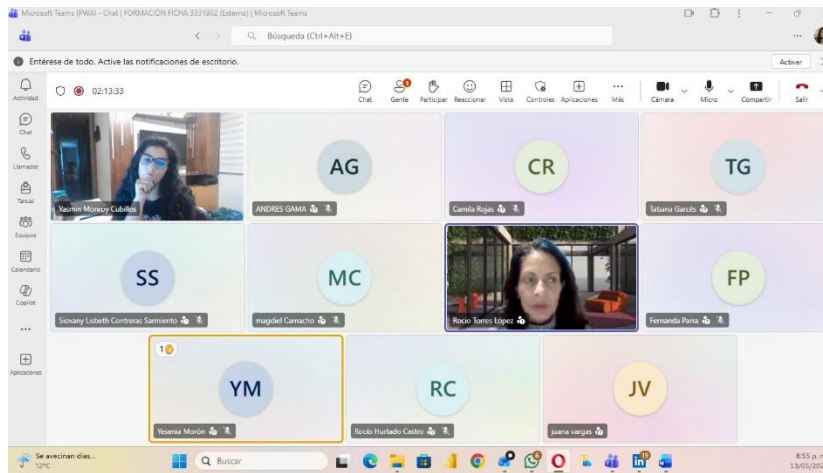 Microsoft Teams (PWA) - Chat | FORMACIÓN FICHA 3331902 (Externo) | Microsoft Teams
Búsqueda (Ctrl+Alt+E)
Entérese de todo. Active las notificaciones de escritorio.
Activar
Actividad
Chat
Llamadas
Tareas
Equipos
Calendario
Copilot
Aplicaciones
02:13:33
Chat Gente Participar Reaccionar Vista Controles Aplicaciones Más Cámara Micro Compartir Salir
Yasmin Monroy Cubillos
AG
ANDRES GAMA
CR
Camila Rojas
TG
Tatiana Garcés
SS
Siovany Lisbeth Contreras Sarmiento
MC
magdiel Camacho
Rocio Torres Lopez
FP
Fernanda Parra
1
YM
Yesenia Morón
RC
Rocío Hurtado Castro
JV
juana vargas
Se avecinan días...
12°C
Buscar
8:55 p.